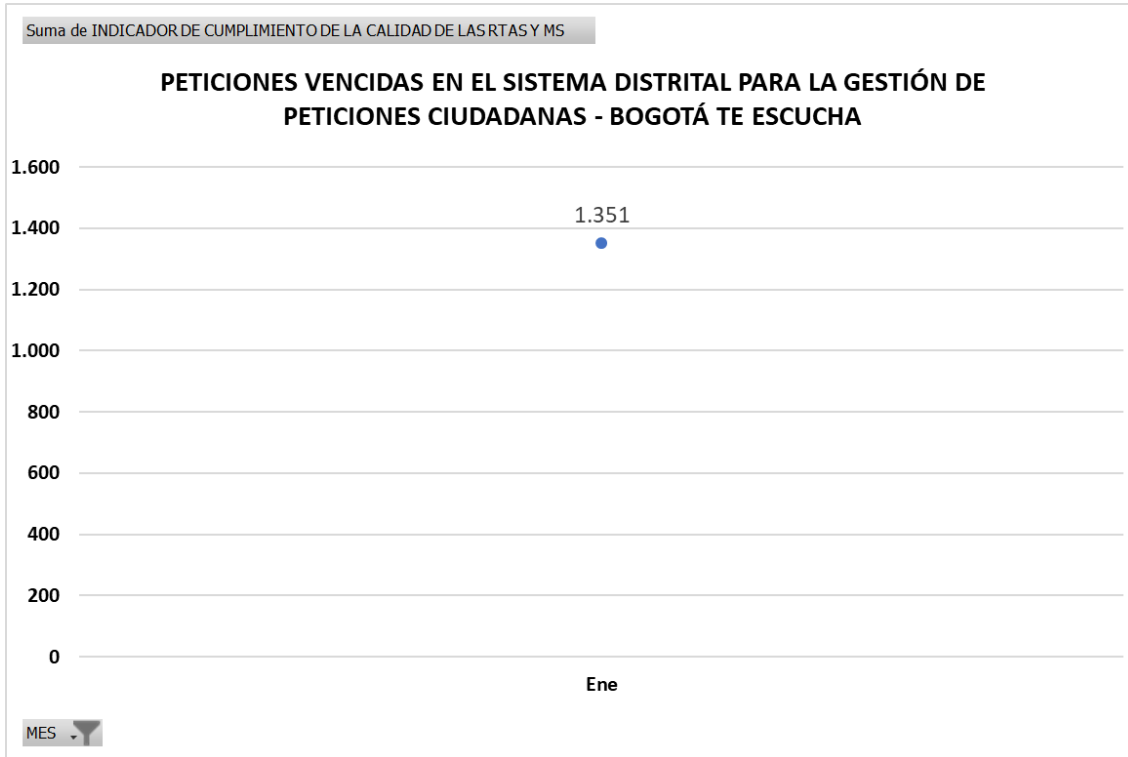 Suma de INDICADOR DE CUMPLIMIENTO DE LA CALIDAD DE LAS RTAS Y MS
PETICIONES VENCIDAS EN EL SISTEMA DISTRITAL PARA LA GESTIÓN DE
PETICIONES CIUDADANAS - BOGOTÁ TE ESCUCHA
1.600
1.400
1.351
1.200
1.000
800
600
400
200
0
Ene
MES